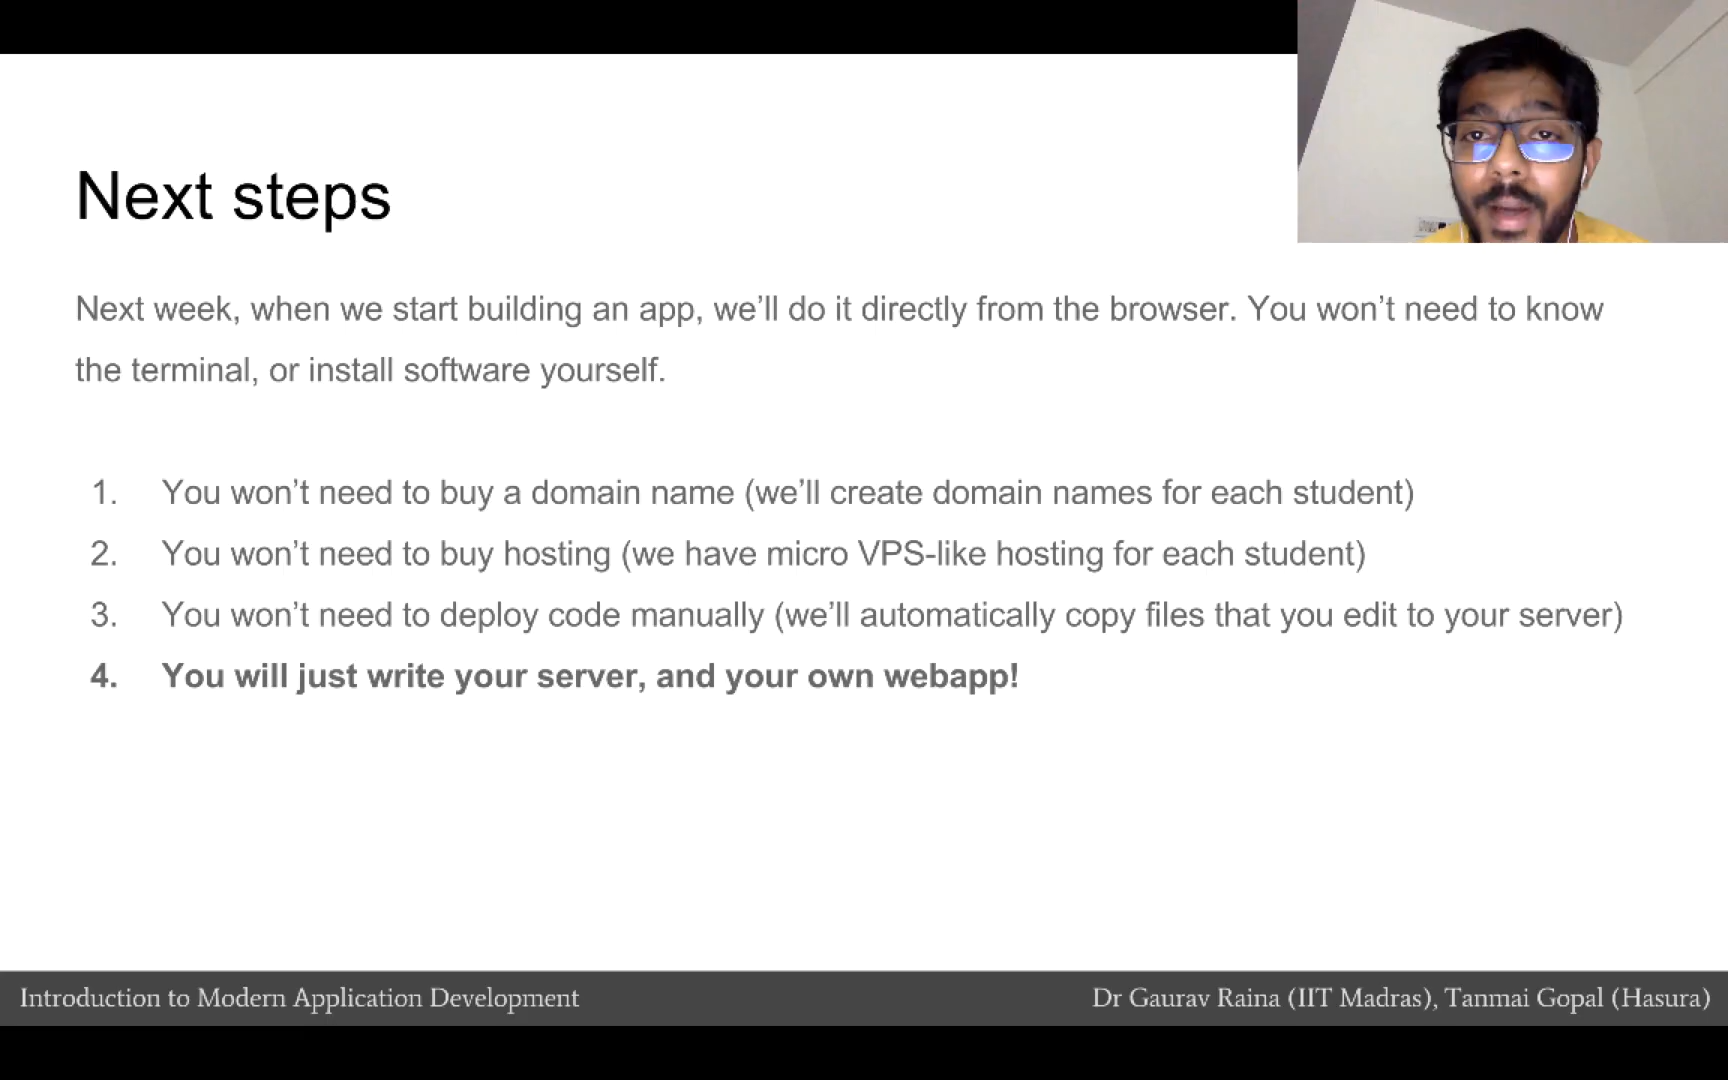 Next steps
Next week, when we start building an app, we’ll do it directly from the browser. You won’t need to know
the terminal, or install software yourself.
1. You won’t need to buy a domain name (we’ll create domain names for each student)
2. You won’t need to buy hosting (we have micro VPS-like hosting for each student)
3. You won’t need to deploy code manually (we’ll automatically copy files that you edit to your server)
4. You will just write your server, and your own webapp!
Introduction to Modern Application Development
Dr Gaurav Raina (IIT Madras), Tanmai Gopal (Hasura)